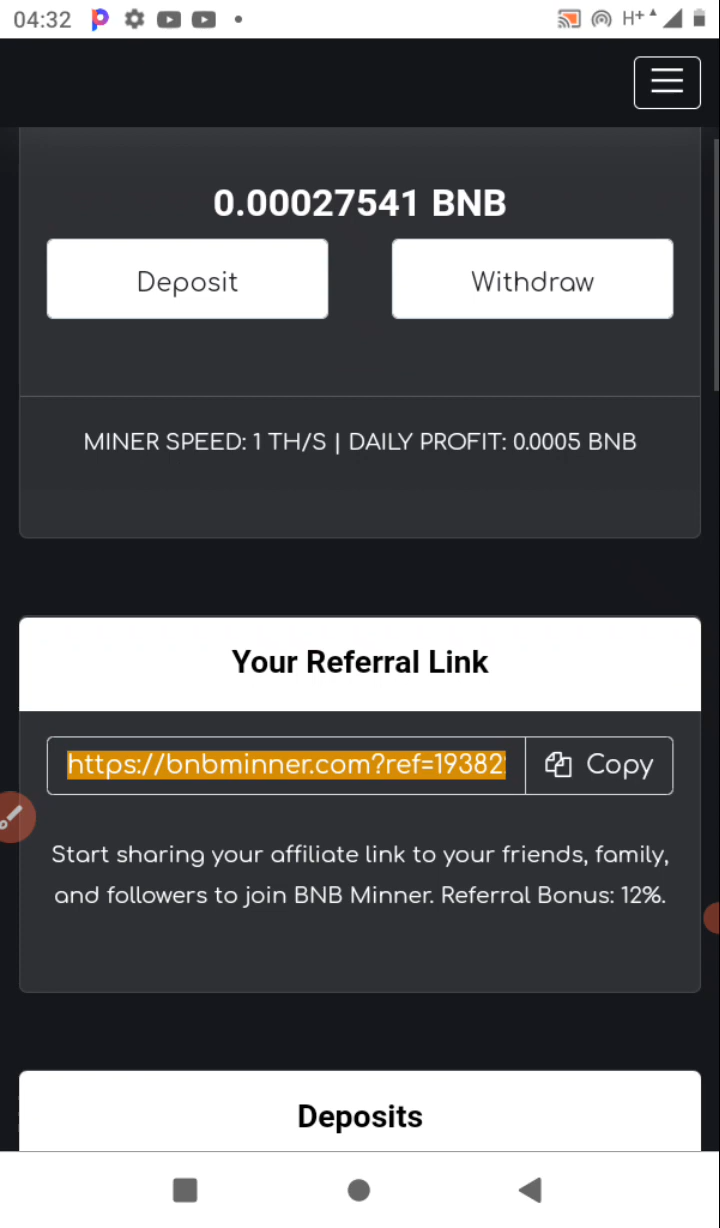 04:32 H+
0.00027541 BNB
Deposit Withdraw
MINER SPEED: 1 TH/S | DAILY PROFIT: 0.0005 BNB
Your Referral Link
https://bnbminner.com?ref=19382 Copy
Start sharing your affiliate link to your friends, family,
and followers to join BNB Minner. Referral Bonus: 12%.
Deposits